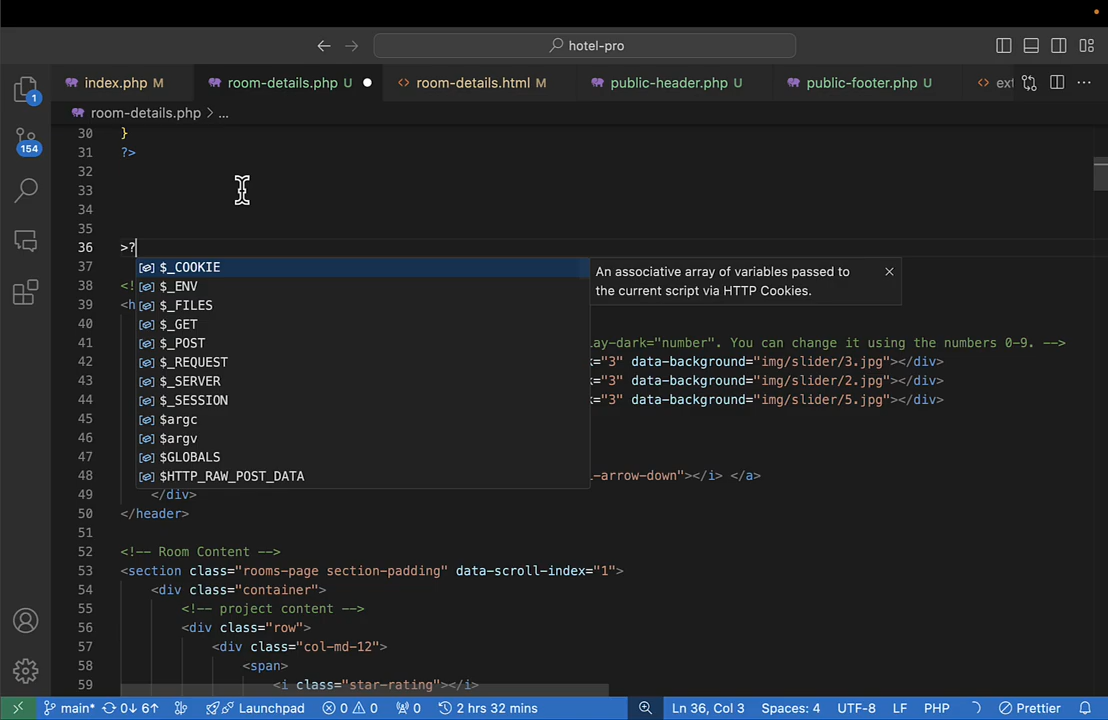 hotel-pro
index.php M
room-details.php U
room-details.html M
public-header.php U
public-footer.php U
ext
room-details.php > ...
1
154
30 }
31 ?>
32
33
34
35
36 >?
37
38 <!
39 <h
40
41 lay-dark="number". You can change it using the numbers 0-9. -->
42 ="3" data-background="img/slider/3.jpg"></div>
43 ="3" data-background="img/slider/2.jpg"></div>
44 ="3" data-background="img/slider/5.jpg"></div>
45
46
47
48 -arrow-down"></i> </a>
49 </div>
50 </header>
51
52 <!-- Room Content -->
53 <section class="rooms-page section-padding" data-scroll-index="1">
54 <div class="container">
55 <!-- project content -->
56 <div class="row">
57 <div class="col-md-12">
58 <span>
59 <i class="star-rating"></i>
$_COOKIE
$_ENV
$_FILES
$_GET
$_POST
$_REQUEST
$_SERVER
$_SESSION
$argc
$argv
$GLOBALS
$HTTP_RAW_POST_DATA
An associative array of variables passed to
the current script via HTTP Cookies.
main* 0↓ 6↑ Launchpad 0 0 0 2 hrs 32 mins Ln 36, Col 3 Spaces: 4 UTF-8 LF PHP Prettier